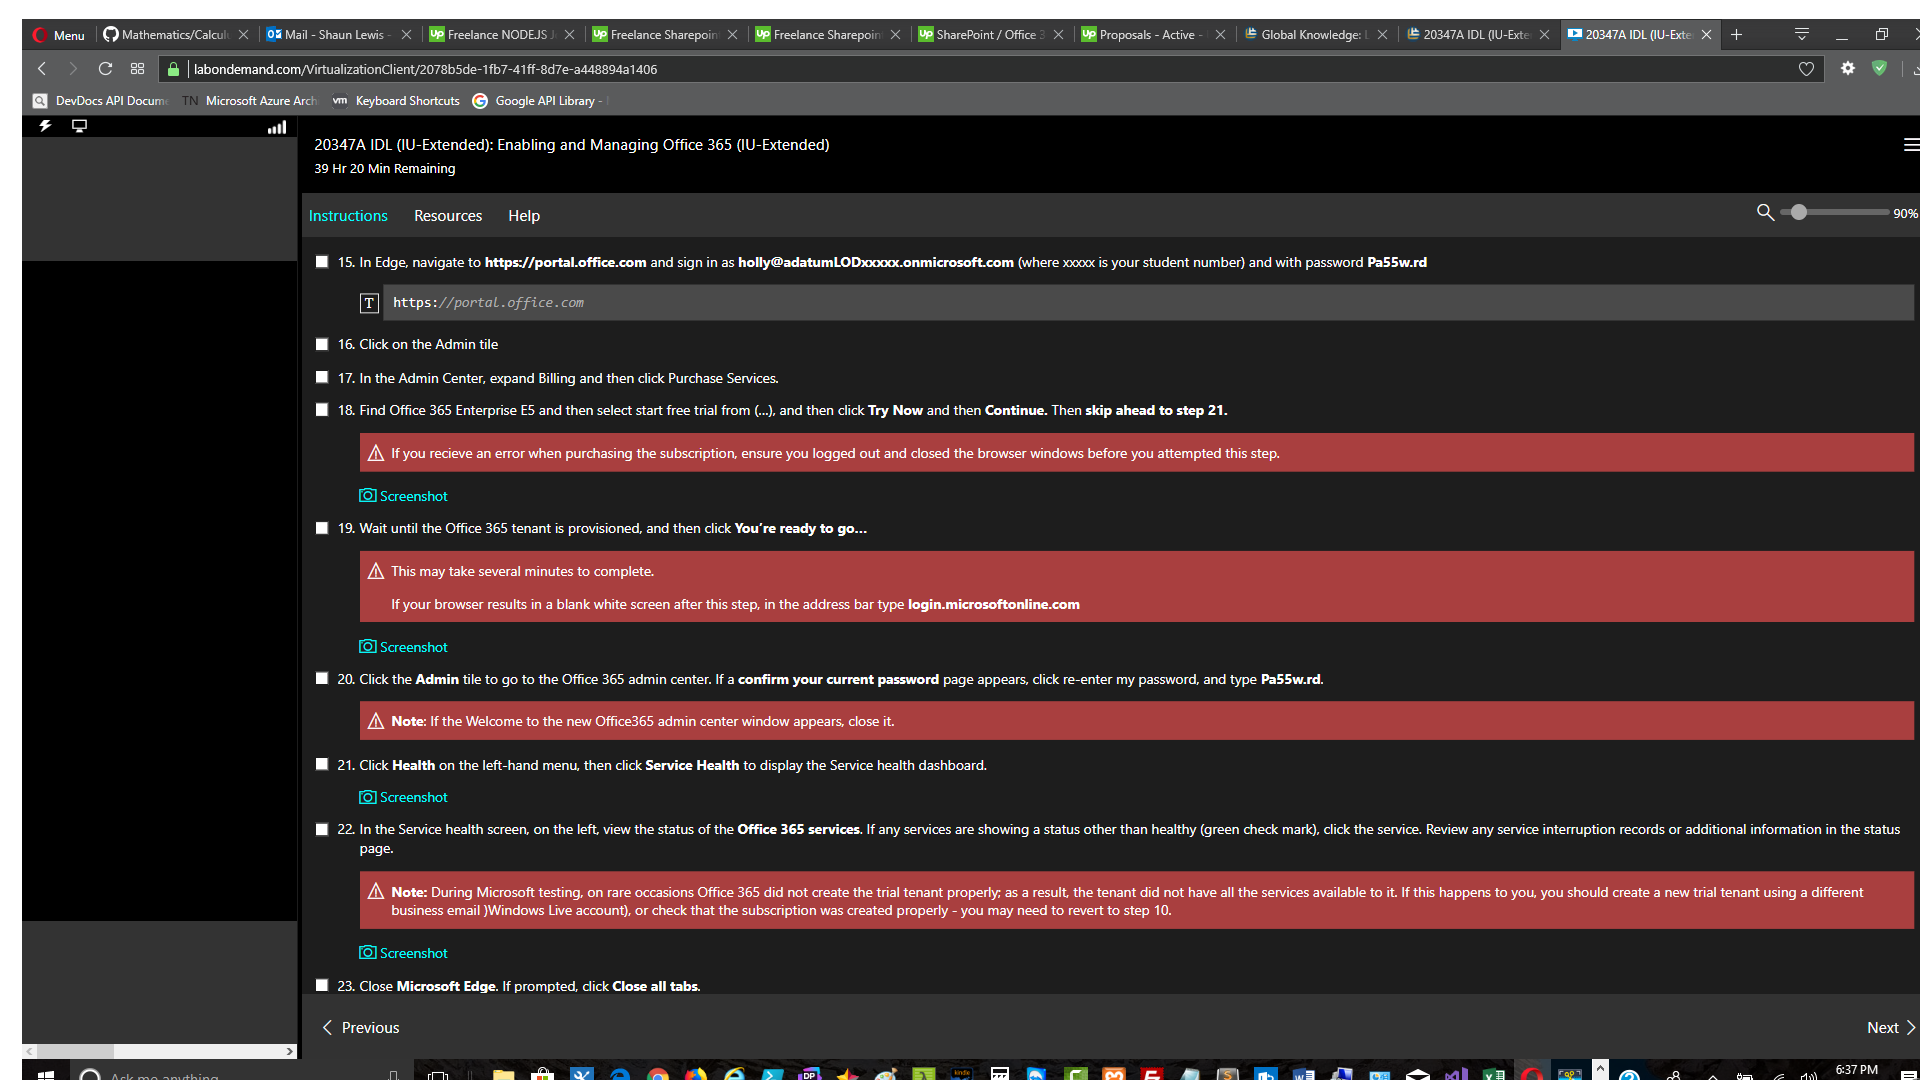 Menu
Mathematics/Calcul
Mail - Shaun Lewis -
Freelance NODEJS J
Freelance Sharepoin
Freelance Sharepoint
SharePoint / Office 3
Proposals - Active -
Global Knowledge: L
20347A IDL (IU-Exte
20347A IDL (IU-Exte
labondemand.com/VirtualizationClient/2078b5de-1fb7-41ff-8d7e-a448894a1406
DevDocs API Docume
TN Microsoft Azure Arch
vm Keyboard Shortcuts
Google API Library -
20347A IDL (IU-Extended): Enabling and Managing Office 365 (IU-Extended)
39 Hr 20 Min Remaining
Instructions Resources Help
90%
15. In Edge, navigate to https://portal.office.com and sign in as holly@adatumLODxxxxx.onmicrosoft.com (where xxxxx is your student number) and with password Pa55w.rd
T https://portal.office.com
16. Click on the Admin tile
17. In the Admin Center, expand Billing and then click Purchase Services.
18. Find Office 365 Enterprise E5 and then select start free trial from (...), and then click Try Now and then Continue. Then skip ahead to step 21.
If you recieve an error when purchasing the subscription, ensure you logged out and closed the browser windows before you attempted this step.
Screenshot
19. Wait until the Office 365 tenant is provisioned, and then click You're ready to go...
This may take several minutes to complete.
If your browser results in a blank white screen after this step, in the address bar type login.microsoftonline.com
Screenshot
20. Click the Admin tile to go to the Office 365 admin center. If a confirm your current password page appears, click re-enter my password, and type Pa55w.rd.
Note: If the Welcome to the new Office365 admin center window appears, close it.
21. Click Health on the left-hand menu, then click Service Health to display the Service health dashboard.
Screenshot
22. In the Service health screen, on the left, view the status of the Office 365 services. If any services are showing a status other than healthy (green check mark), click the service. Review any service interruption records or additional information in the status
page.
Note: During Microsoft testing, on rare occasions Office 365 did not create the trial tenant properly; as a result, the tenant did not have all the services available to it. If this happens to you, you should create a new trial tenant using a different
business email )Windows Live account), or check that the subscription was created properly - you may need to revert to step 10.
Screenshot
23. Close Microsoft Edge. If prompted, click Close all tabs.
Previous
Next
Ask me anything
6:37 PM